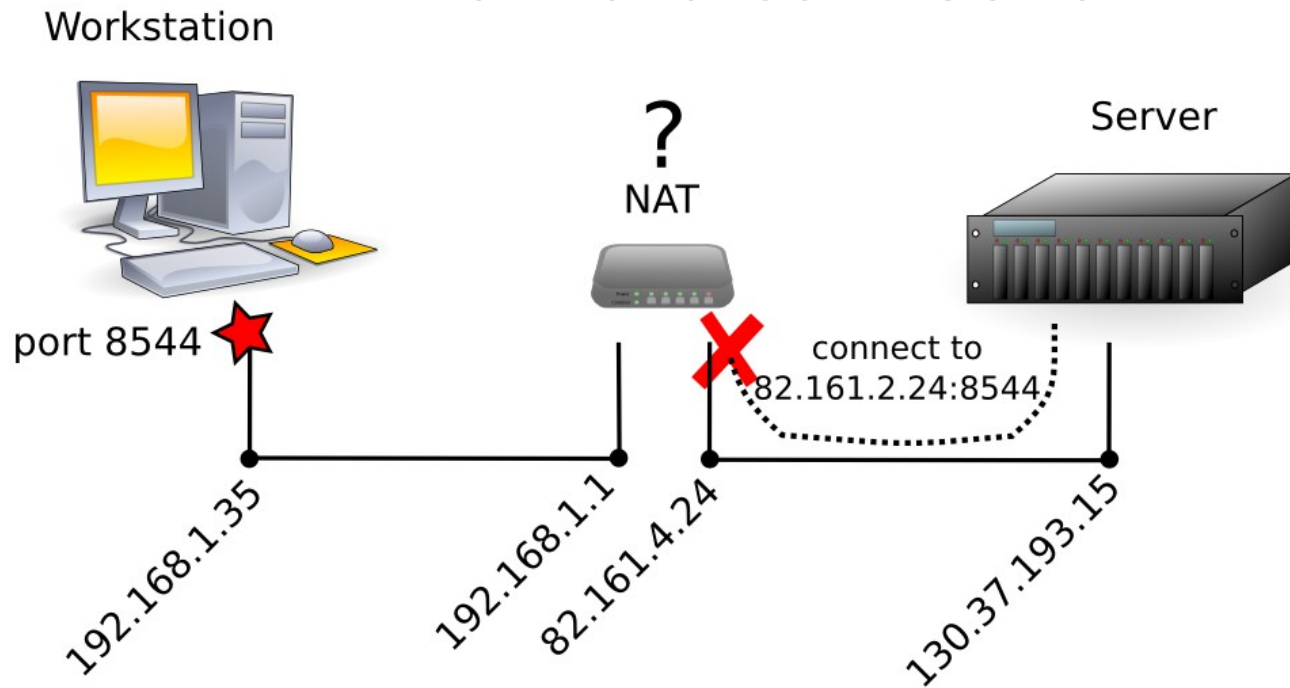 Workstation
?
NAT
Server
port 8544
connect to
82.161.2.24:8544
192.168.1.35
192.168.1.1
82.161.4.24
130.37.193.15